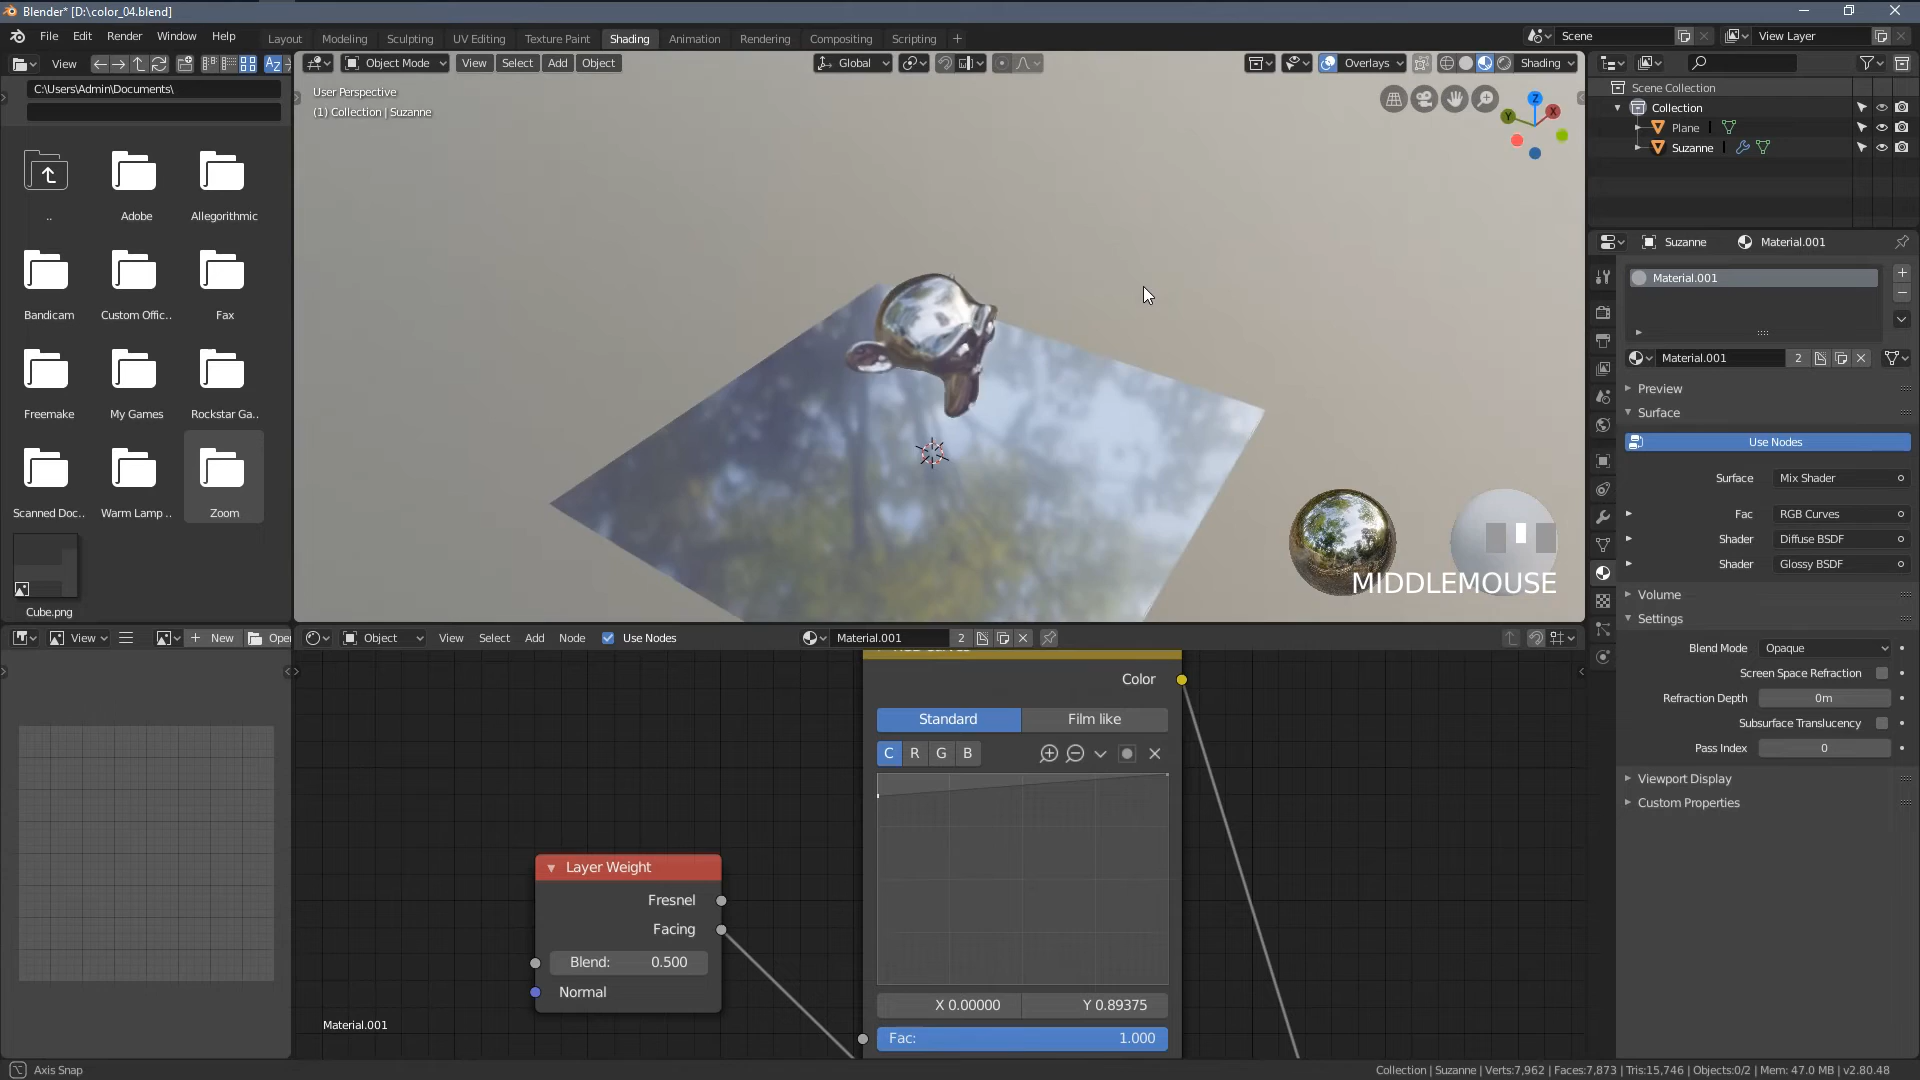 Blender* [D:\color_04.blend]
File Edit Render Window Help
Layout Modeling Sculpting UV Editing Texture Paint Shading Animation Rendering Compositing Scripting
Scene
View Layer
View
C:\Users\Admin\Documents\
..
Adobe
Allegorithmic
Bandicam
Custom Offic..
Fax
Freemake
My Games
Rockstar Ga..
Scanned Doc..
Warm Lamp ..
Zoom
Cube.png
Object Mode View Select Add Object
Global
Overlays
Shading
User Perspective
(1) Collection | Suzanne
Z
X
Y
MIDDLEMOUSE
Scene Collection
Collection
Plane
Suzanne
Suzanne Material.001
Material.001
Material.001 2
Preview
Surface
Use Nodes
Surface Mix Shader
Fac RGB Curves
Shader Diffuse BSDF
Shader Glossy BSDF
Volume
Settings
Blend Mode Opaque
Screen Space Refraction
Refraction Depth 0m
Subsurface Translucency
Pass Index 0
Viewport Display
Custom Properties
View New Open
Object View Select Add Node Use Nodes
Material.001 2
Color
Standard Film like
C R G B
X 0.00000 Y 0.89375
Fac: 1.000
Layer Weight
Fresnel
Facing
Blend: 0.500
Normal
Material.001
Axis Snap
Collection | Suzanne | Verts:7,962 | Faces:7,873 | Tris:15,746 | Objects:0/2 | Mem: 47.0 MB | v2.80.48